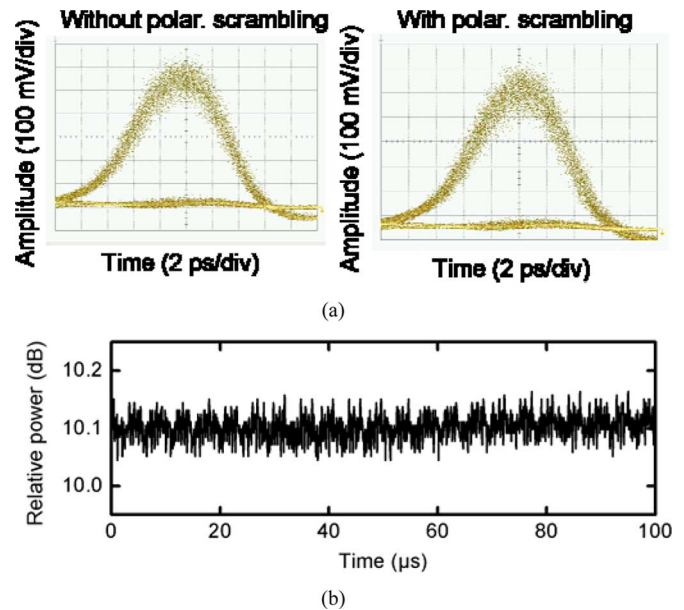 Without polar. scrambling
With polar. scrambling
Amplitude (100 mV/div)
Amplitude (100 mV/div)
Time (2 ps/div)
Time (2 ps/div)
(a)
Relative power (dB)
10.2
10.1
10.0
0 20 40 60 80 100
Time (µs)
(b)